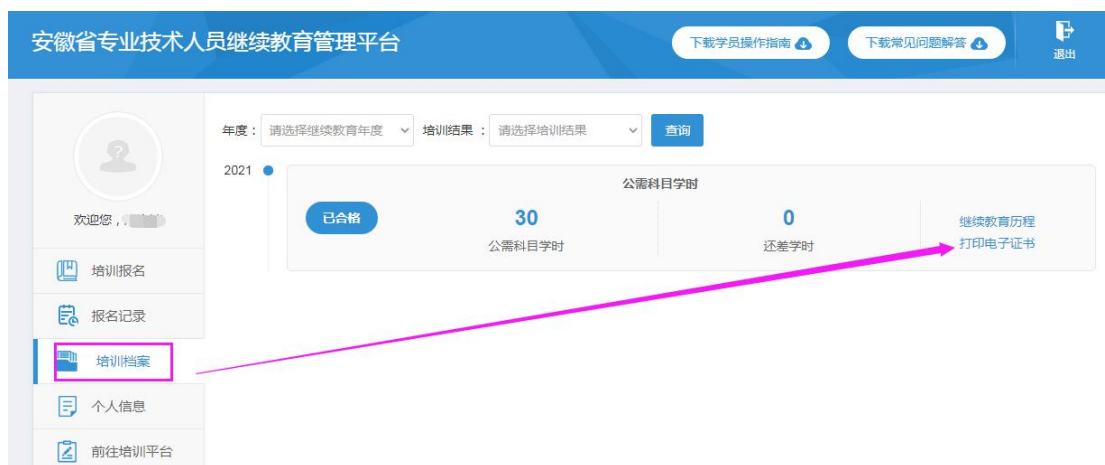 安徽省专业技术人员继续教育管理平台
下载学员操作指南
下载常见问题解答
退出
年度： 请选择继续教育年度 培训结果 ： 请选择培训结果 查询
2021
公需科目学时
已合格
30
公需科目学时
0
还差学时
继续教育历程
打印电子证书
欢迎您，
培训报名
报名记录
培训档案
个人信息
前往培训平台